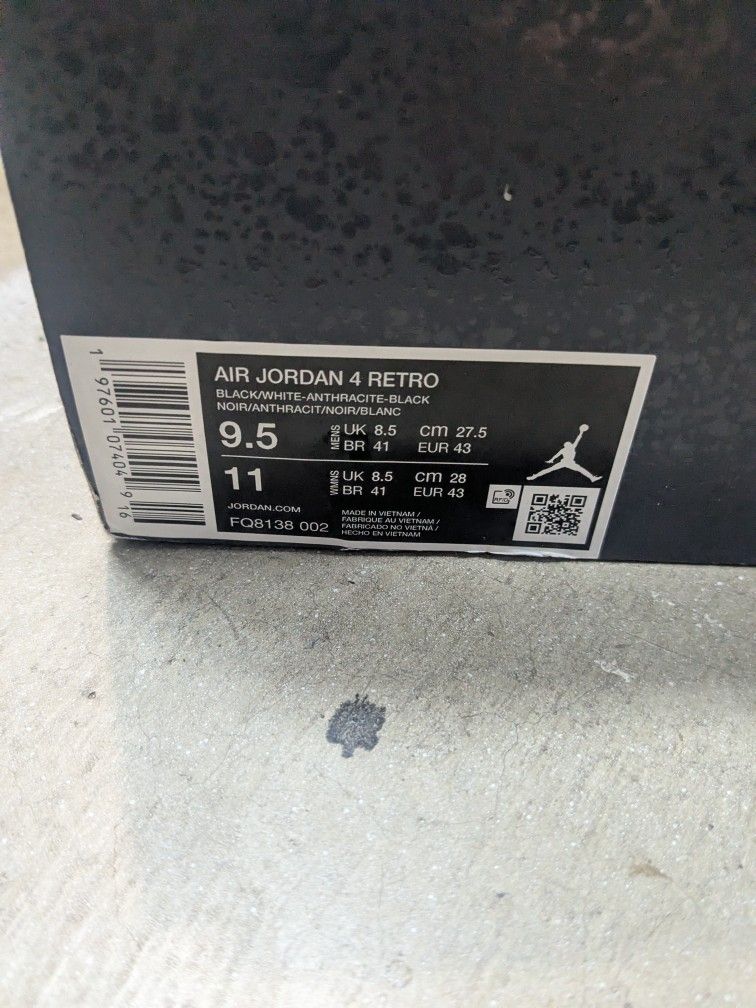 1 97601 07404 9 16
AIR JORDAN 4 RETRO
BLACK/WHITE-ANTHRACITE-BLACK
NOIR/ANTHRACIT/NOIR/BLANC
9.5 MENS UK 8.5 cm 27.5
BR 41 EUR 43
11 WMNS UK 8.5 cm 28
BR 41 EUR 43
JORDAN.COM
FQ8138 002
MADE IN VIETNAM /
FABRIQUE AU VIETNAM /
FABRICADO NO VIETNÃ /
HECHO EN VIETNAM
RFID